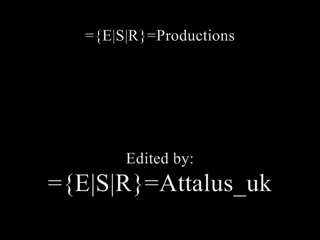 ={E|S|R}=Productions
Edited by:
={E|S|R}=Attalus_uk